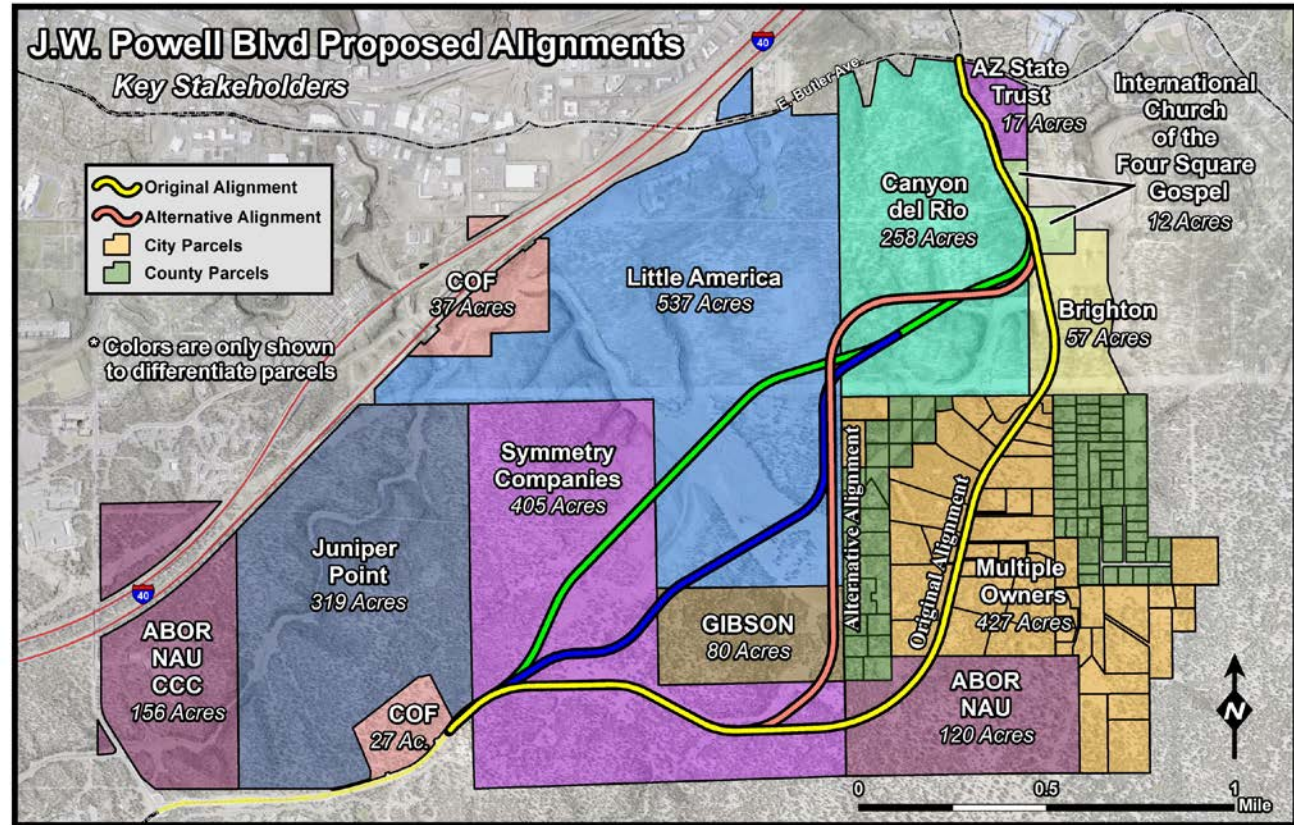 J.W. Powell Blvd Proposed Alignments
Key Stakeholders
Original Alignment
Alternative Alignment
City Parcels
County Parcels
* Colors are only shown
to differentiate parcels
40
E. Butler Ave.
AZ State
Trust
17 Acres
International
Church
of the
Four Square
Gospel
12 Acres
Canyon
del Rio
258 Acres
COF
37 Acres
Little America
537 Acres
Brighton
57 Acres
Symmetry
Companies
405 Acres
Juniper
Point
319 Acres
Alternative Alignment
Original Alignment
Multiple
Owners
427 Acres
40
ABOR
NAU
CCC
156 Acres
GIBSON
80 Acres
COF
27 Ac.
ABOR
NAU
120 Acres
N
0 0.5 1
Mile